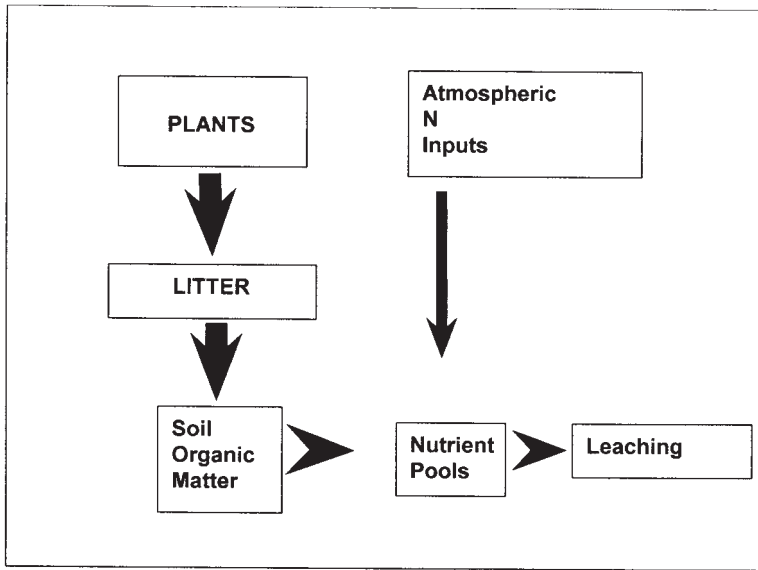 PLANTS
Atmospheric
N
Inputs
LITTER
Soil
Organic
Matter
Nutrient
Pools
Leaching